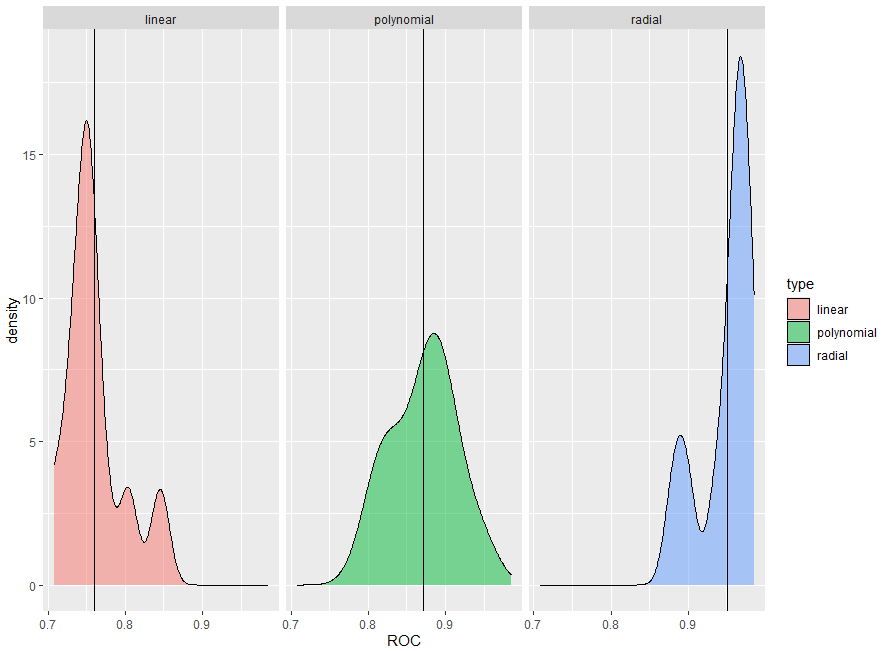 linear polynomial radial
density
15
10
5
0
0.7 0.8 0.9 0.7 0.8 0.9 0.7 0.8 0.9
ROC
type
linear
polynomial
radial